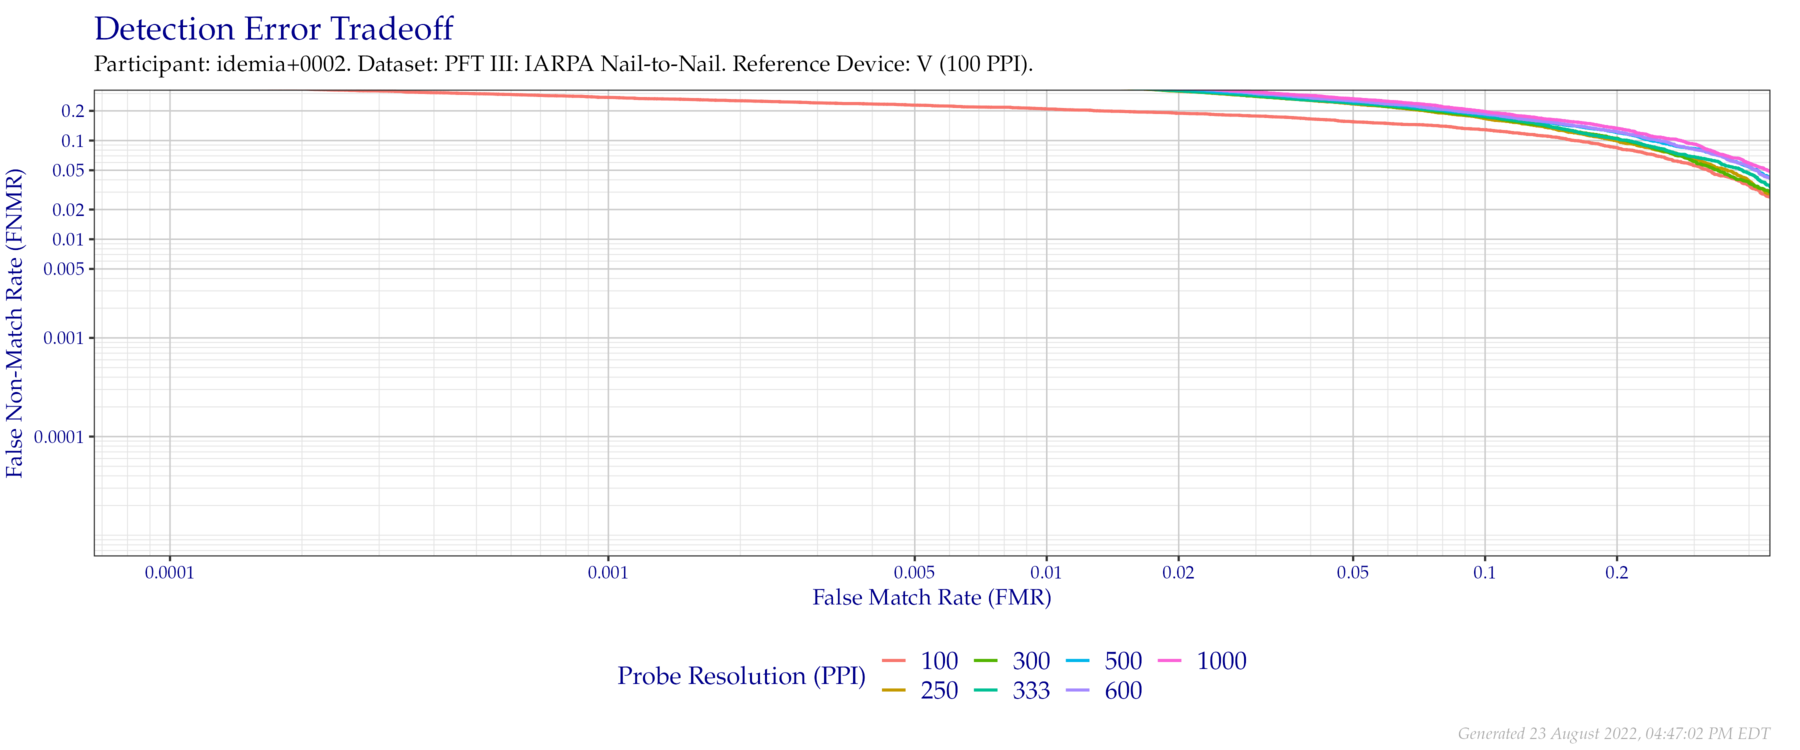 Detection Error Tradeoff
Participant: idemia+0002. Dataset: PFT III: IARPA Nail-to-Nail. Reference Device: V (100 PPI).
False Non-Match Rate (FNMR)
0.2
0.1
0.05
0.02
0.01
0.005
0.001
0.0001
0.0001 0.001 0.005 0.01 0.02 0.05 0.1 0.2
False Match Rate (FMR)
Probe Resolution (PPI)
100 300 500 1000
250 333 600
Generated 23 August 2022, 04:47:02 PM EDT